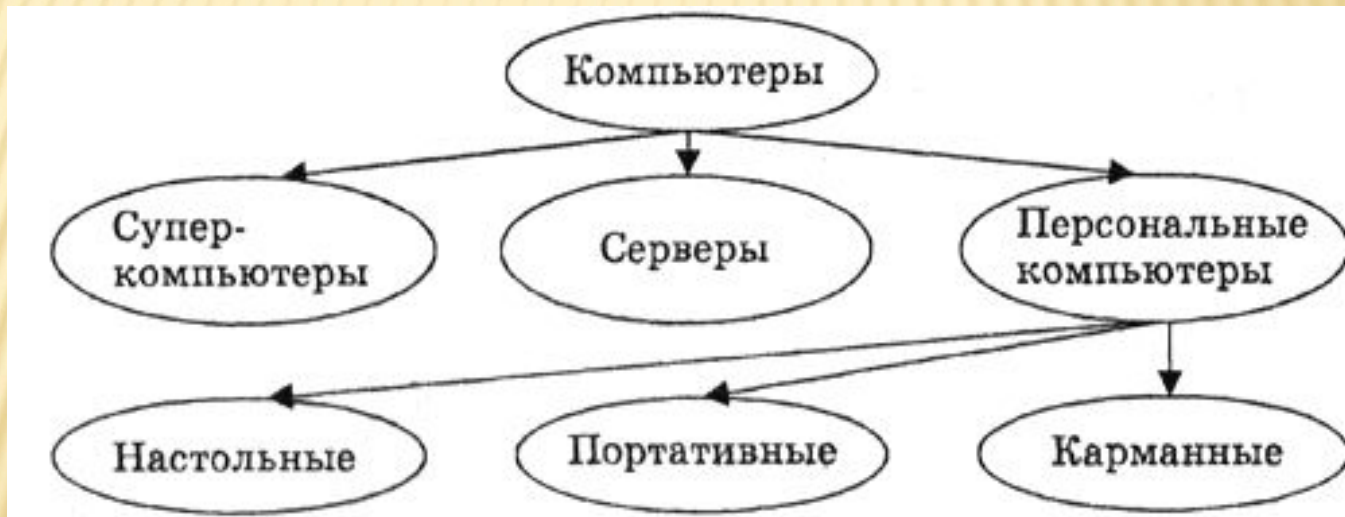 Компьютеры
Супер-
компьютеры
Серверы
Персональные
компьютеры
Настольные
Портативные
Карманные